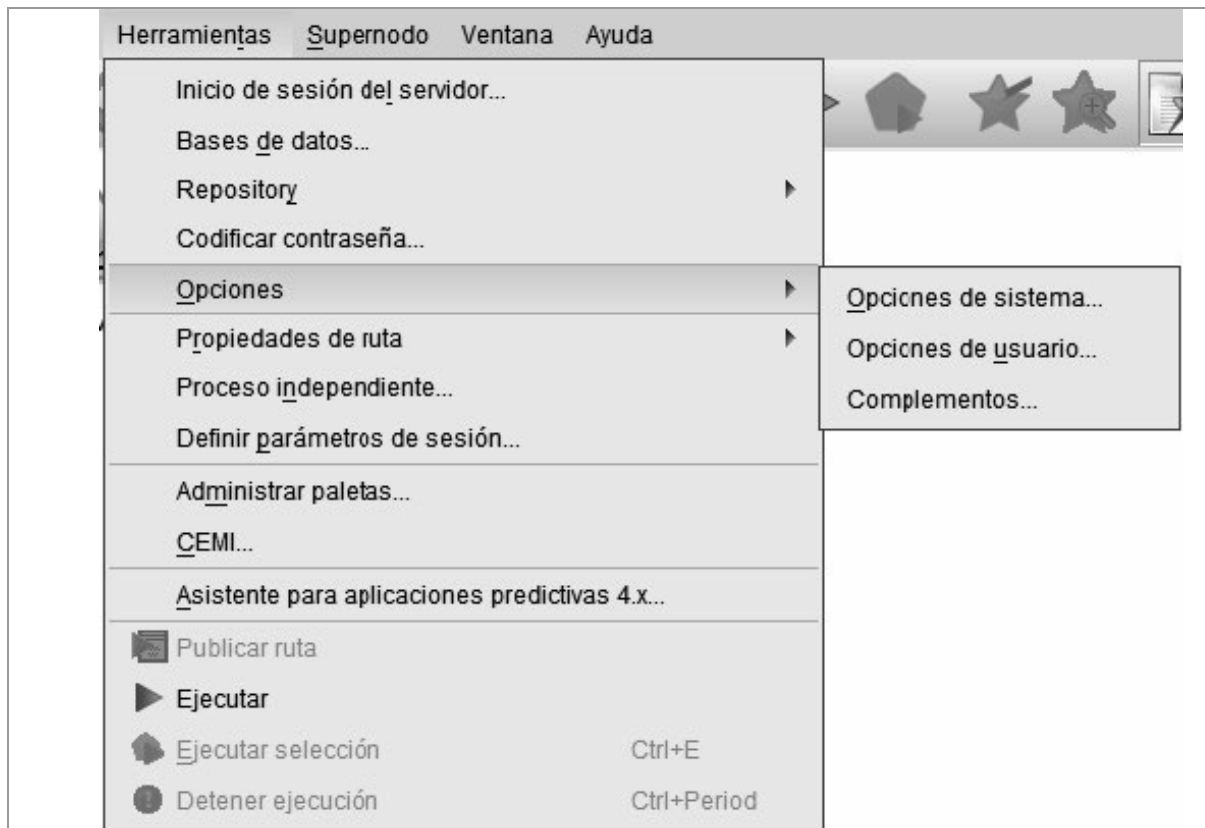 Herramientas Supernodo Ventana Ayuda
Inicio de sesión del servidor...
Bases de datos...
Repository
Codificar contraseña...
Opciones
Opciones de sistema...
Opciones de usuario...
Complementos...
Propiedades de ruta
Proceso independiente...
Definir parámetros de sesión...
Administrar paletas...
CEMI...
Asistente para aplicaciones predictivas 4.x...
Publicar ruta
Ejecutar
Ejecutar selección Ctrl+E
Detener ejecución Ctrl+Period